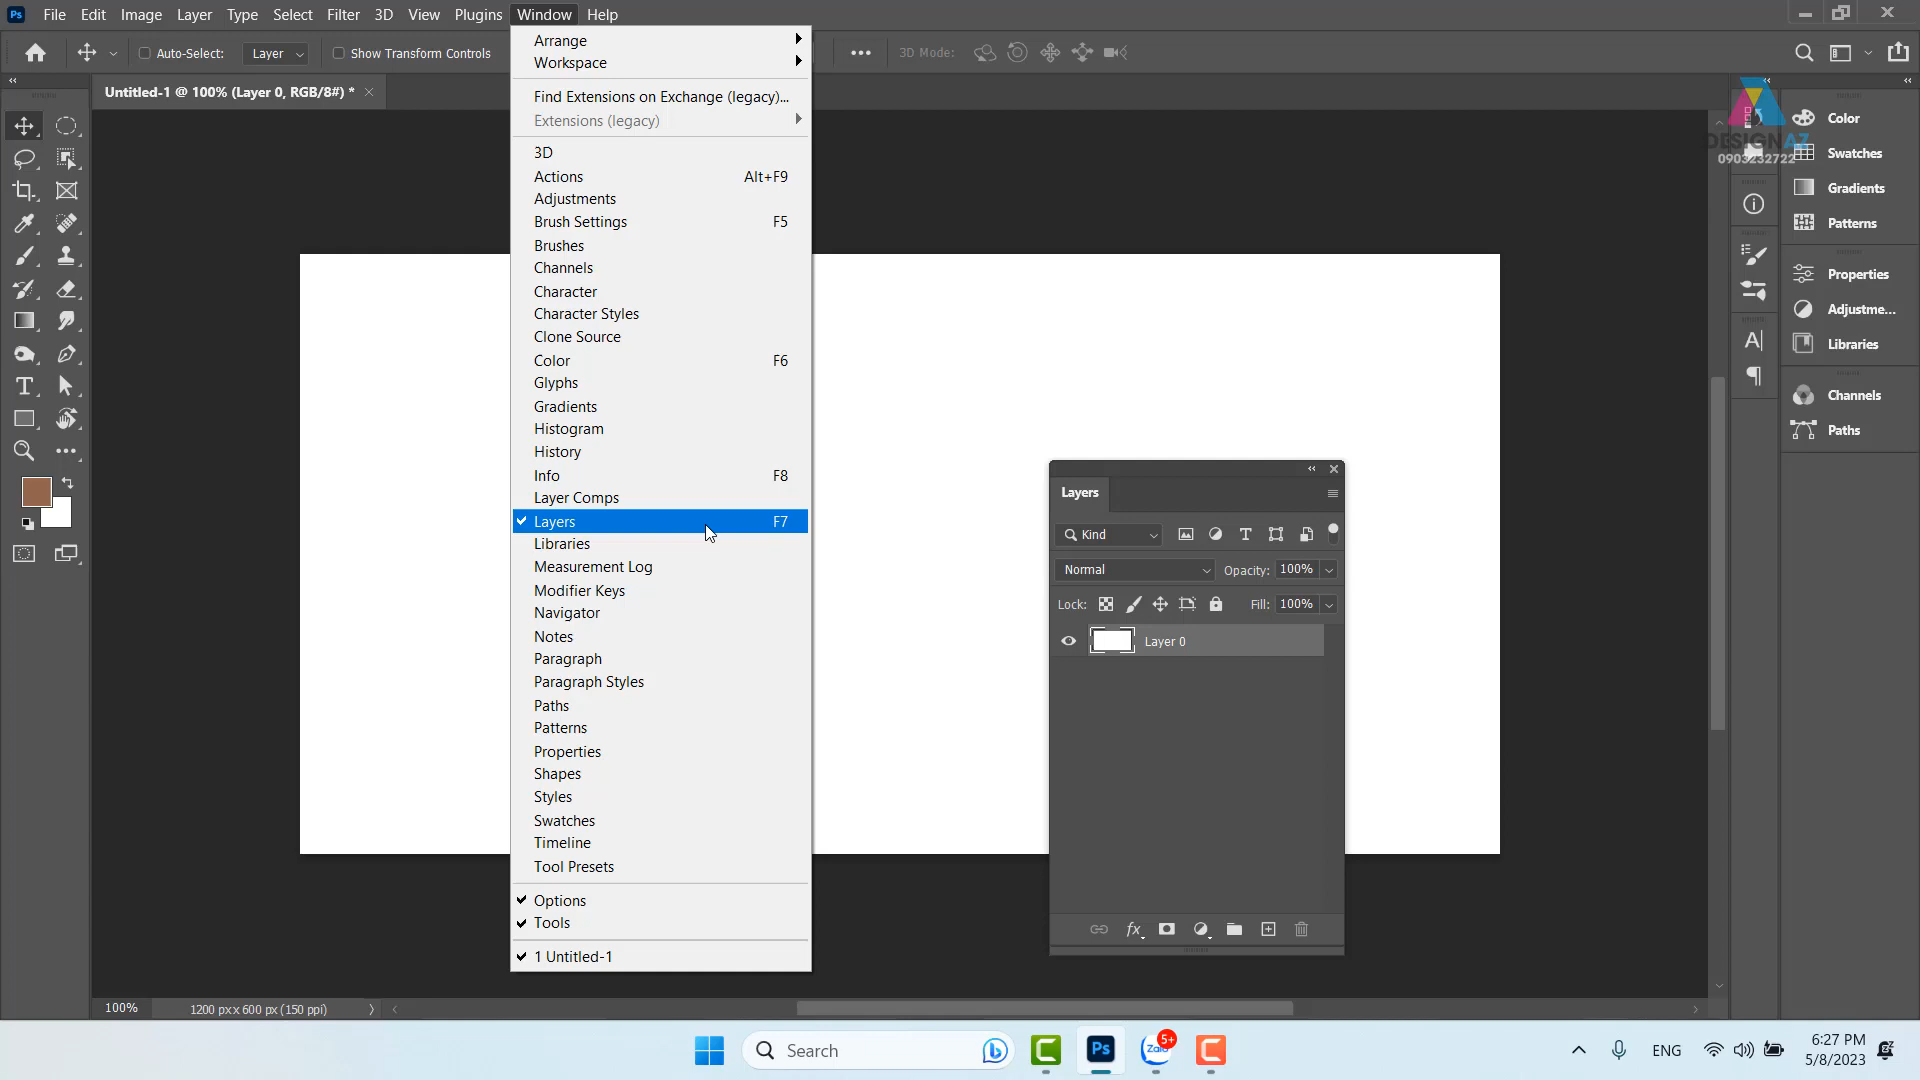 Ps File Edit Image Layer Type Select Filter 3D View Plugins Window Help
Auto-Select: Layer Show Transform Controls 3D Mode:
Untitled-1 @ 100% (Layer 0, RGB/8#) *
Arrange
Workspace
Find Extensions on Exchange (legacy)...
Extensions (legacy)
3D
Actions Alt+F9
Adjustments
Brush Settings F5
Brushes
Channels
Character
Character Styles
Clone Source
Color F6
Glyphs
Gradients
Histogram
History
Info F8
Layer Comps
Layers F7
Libraries
Measurement Log
Modifier Keys
Navigator
Notes
Paragraph
Paragraph Styles
Paths
Patterns
Properties
Shapes
Styles
Swatches
Timeline
Tool Presets
Options
Tools
1 Untitled-1
Layers
Kind
Normal Opacity: 100%
Lock: Fill: 100%
Layer 0
fx
DESIGN AZ
0903232722
Color
Swatches
Gradients
Patterns
Properties
Adjustme...
Libraries
Channels
Paths
100% 1200 px x 600 px (150 ppi)
Search
Ps
Zalo
5+
ENG
6:27 PM
5/8/2023